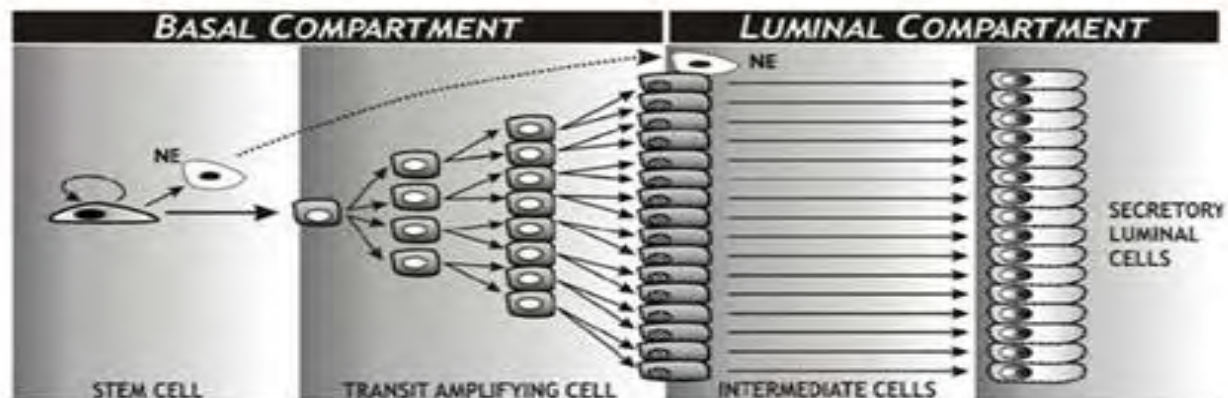 BASAL COMPARTMENT
LUMINAL COMPARTMENT
NE
NE
SECRETORY
LUMINAL
CELLS
STEM CELL
TRANSIT AMPLIFYING CELL
INTERMEDIATE CELLS